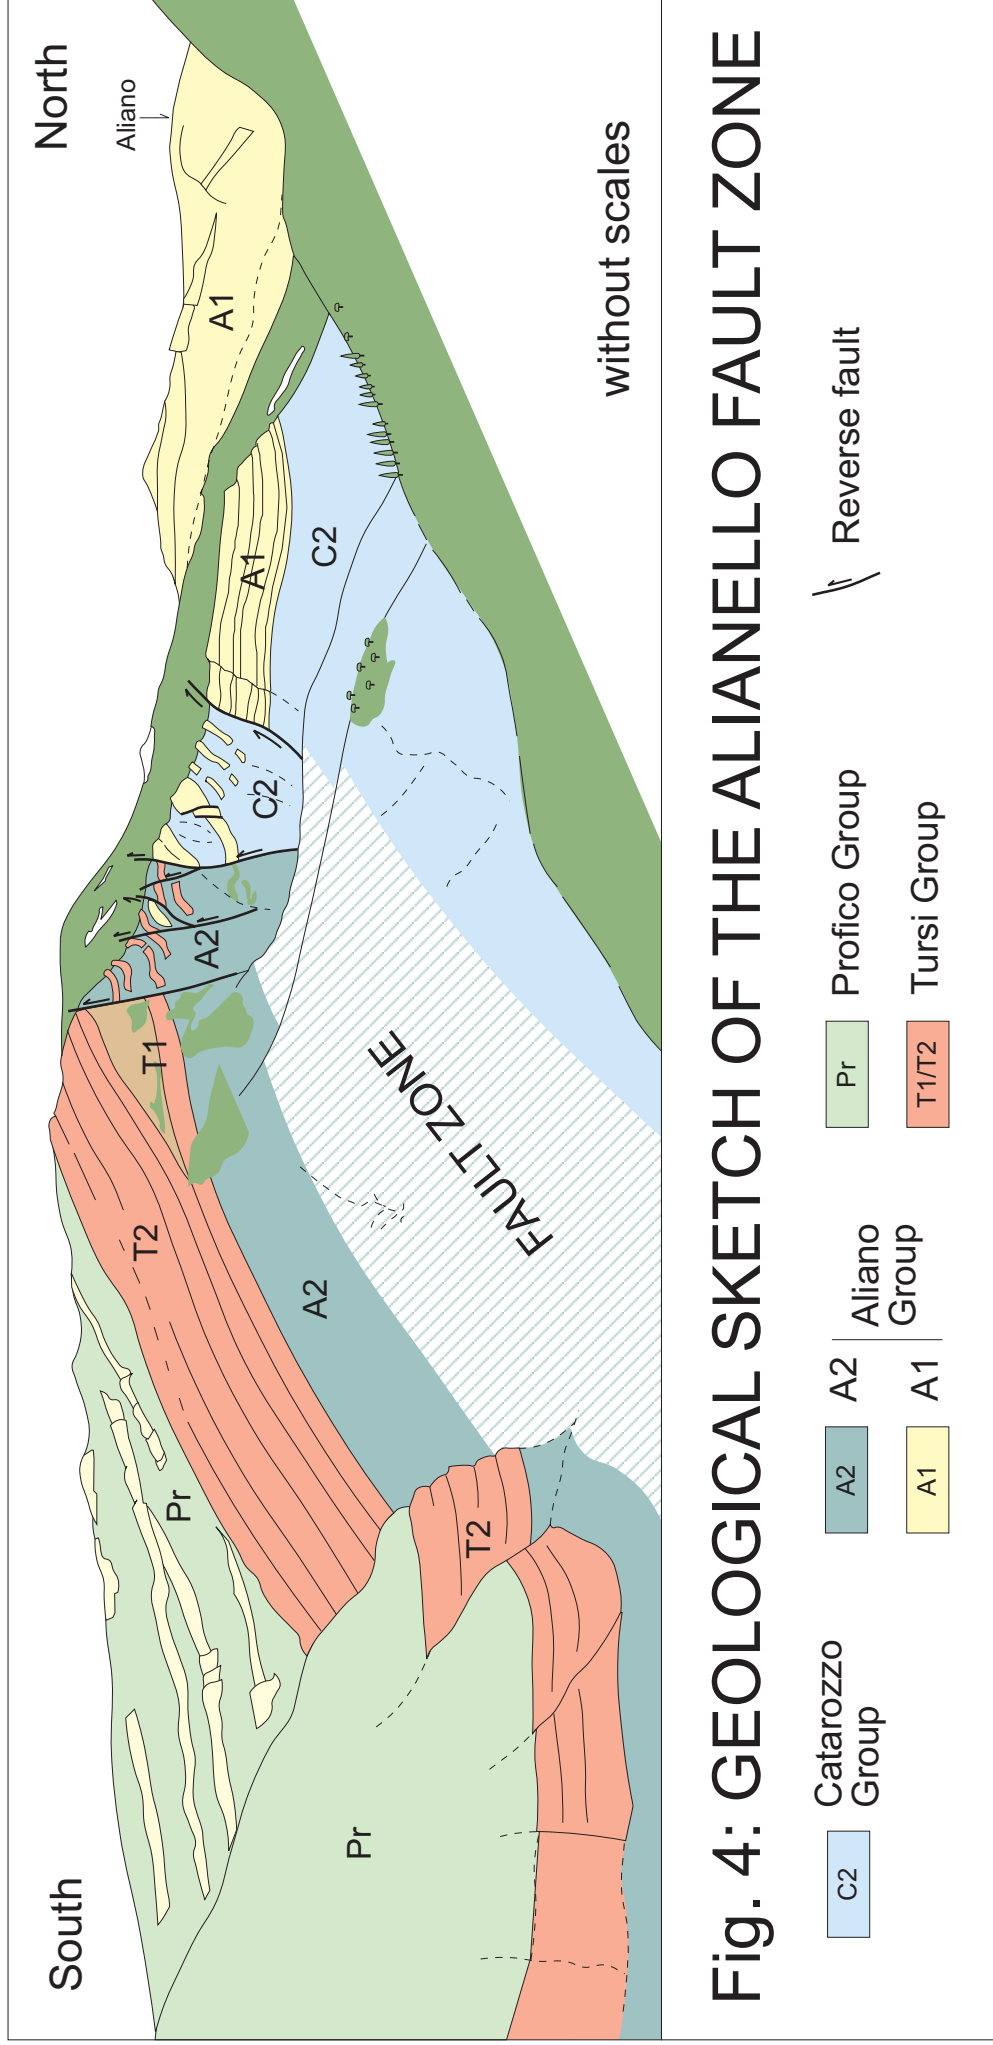 South
North
Aliano
A1
A1
C2
C2
A2
T1
T2
A2
Pr
T2
Pr
FAULT ZONE
without scales
Fig. 4: GEOLOGICAL SKETCH OF THE ALIANELLO FAULT ZONE
C2
Catarozzo
Group
A2
A2
A1
A1
Aliano
Group
Pr
Profico Group
T1/T2
Tursi Group
Reverse fault